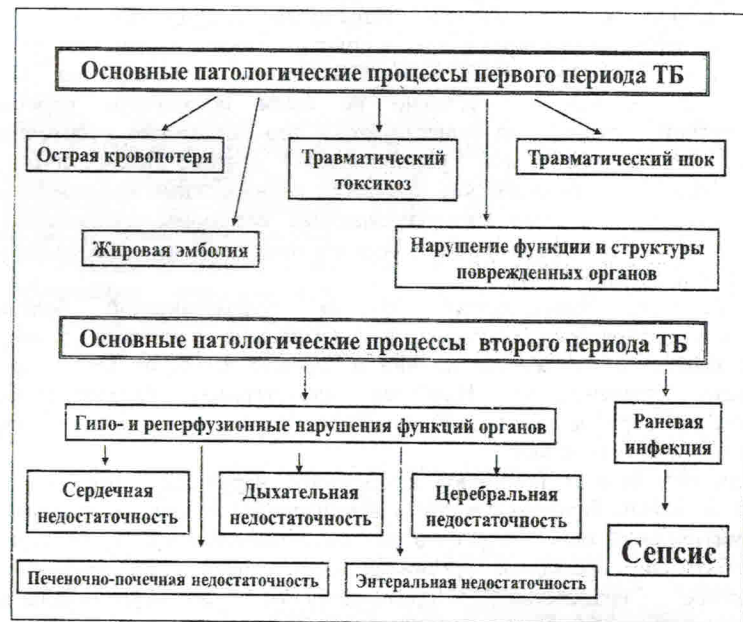 Основные патологические процессы первого периода ТБ
Острая кровопотеря
Травматический
токсикоз
Травматический шок
Жировая эмболия
Нарушение функции и структуры
поврежденных органов
Основные патологические процессы второго периода ТБ
Гипо- и реперфузионные нарушения функций органов
Раневая
инфекция
Сердечная
недостаточность
Дыхательная
недостаточность
Церебральная
недостаточность
Сепсис
Печеночно-почечная недостаточность
Энтеральная недостаточность